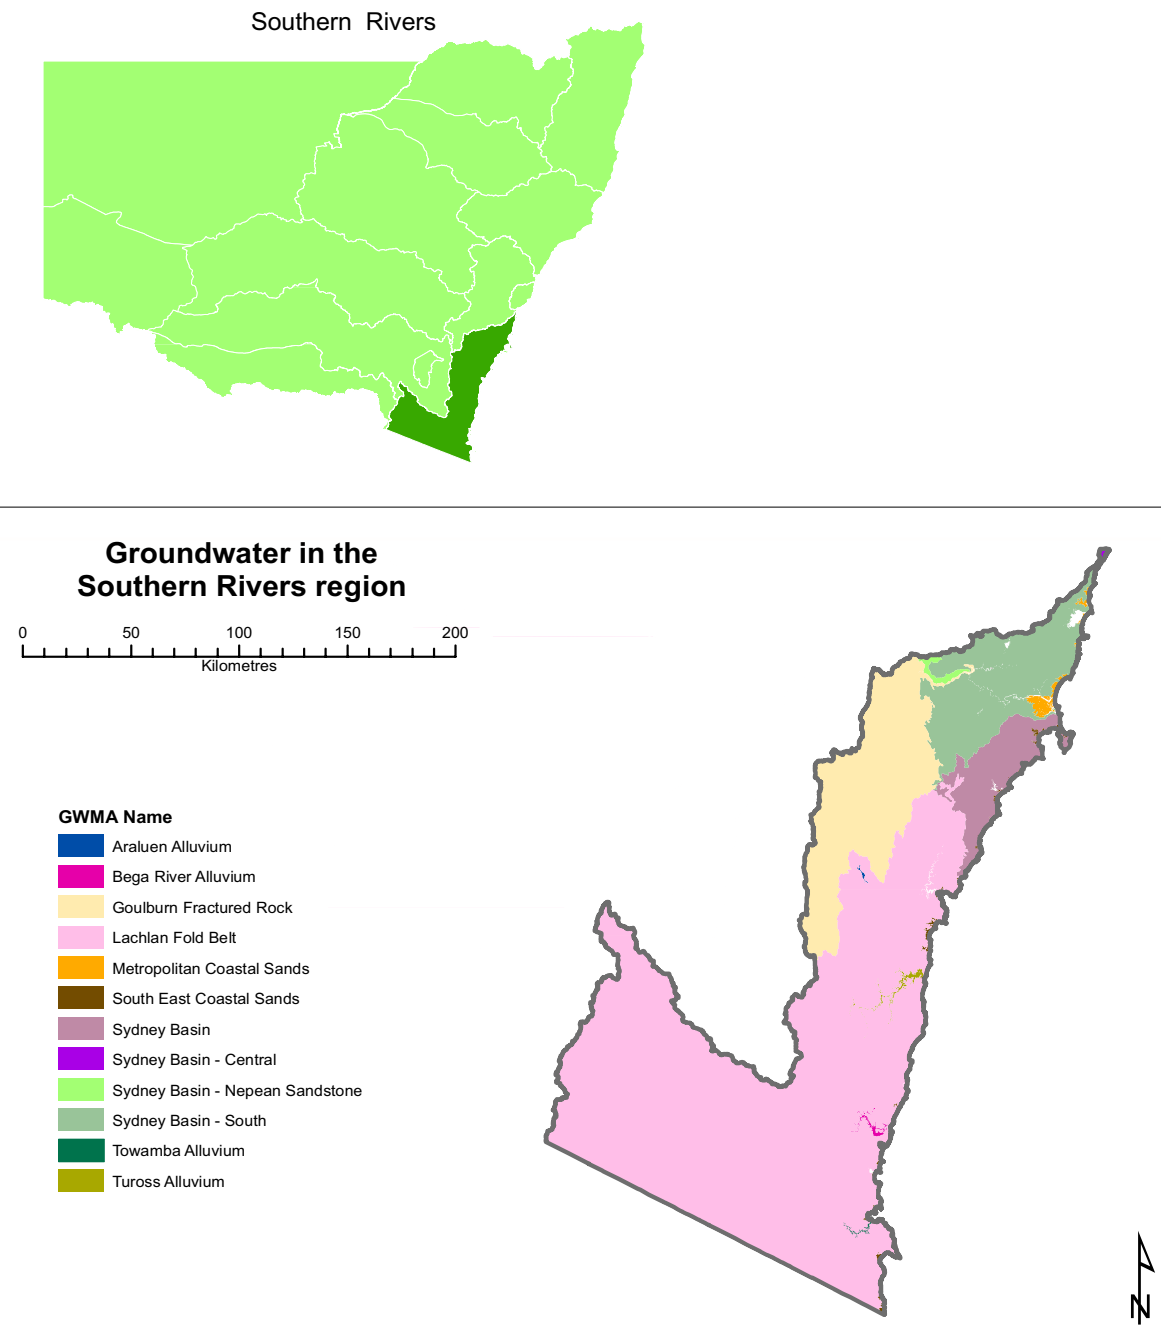 Southern Rivers
Groundwater in the
Southern Rivers region
0 50 100 150 200
Kilometres
GWMA Name
Araluen Alluvium
Bega River Alluvium
Goulburn Fractured Rock
Lachlan Fold Belt
Metropolitan Coastal Sands
South East Coastal Sands
Sydney Basin
Sydney Basin - Central
Sydney Basin - Nepean Sandstone
Sydney Basin - South
Towamba Alluvium
Tuross Alluvium
N